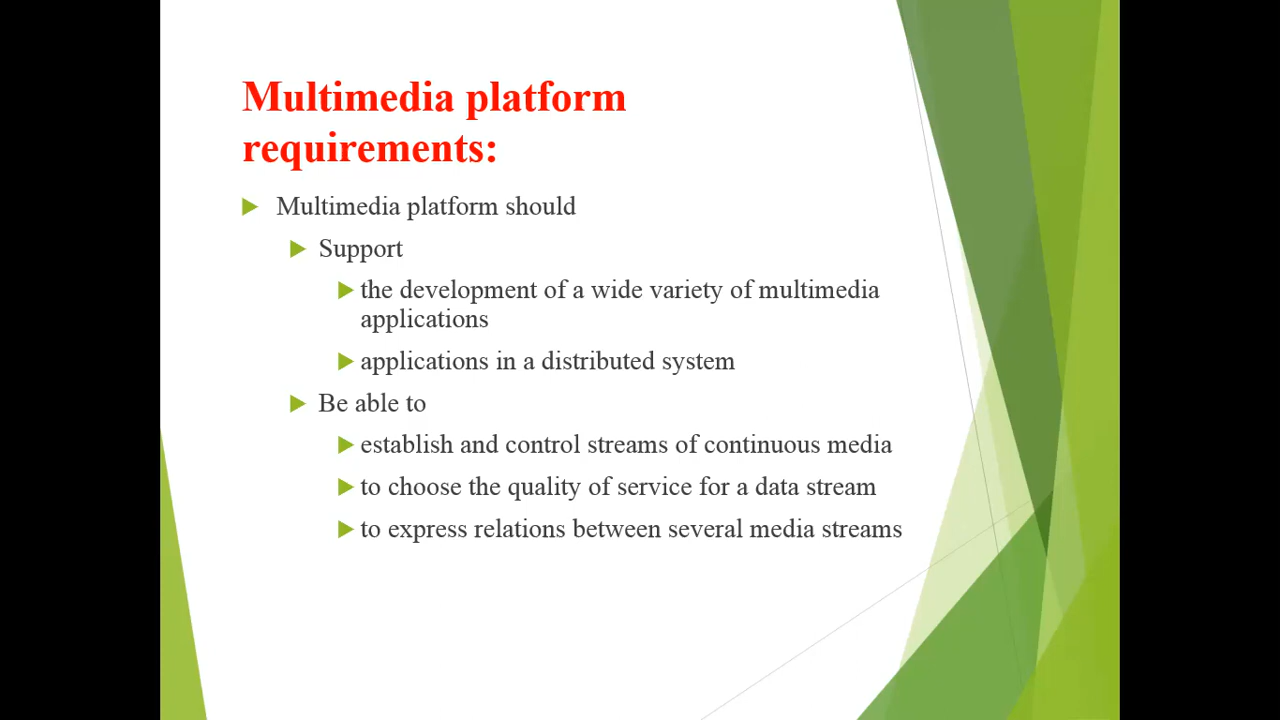 Multimedia platform
requirements:
Multimedia platform should
Support
the development of a wide variety of multimedia
applications
applications in a distributed system
Be able to
establish and control streams of continuous media
to choose the quality of service for a data stream
to express relations between several media streams